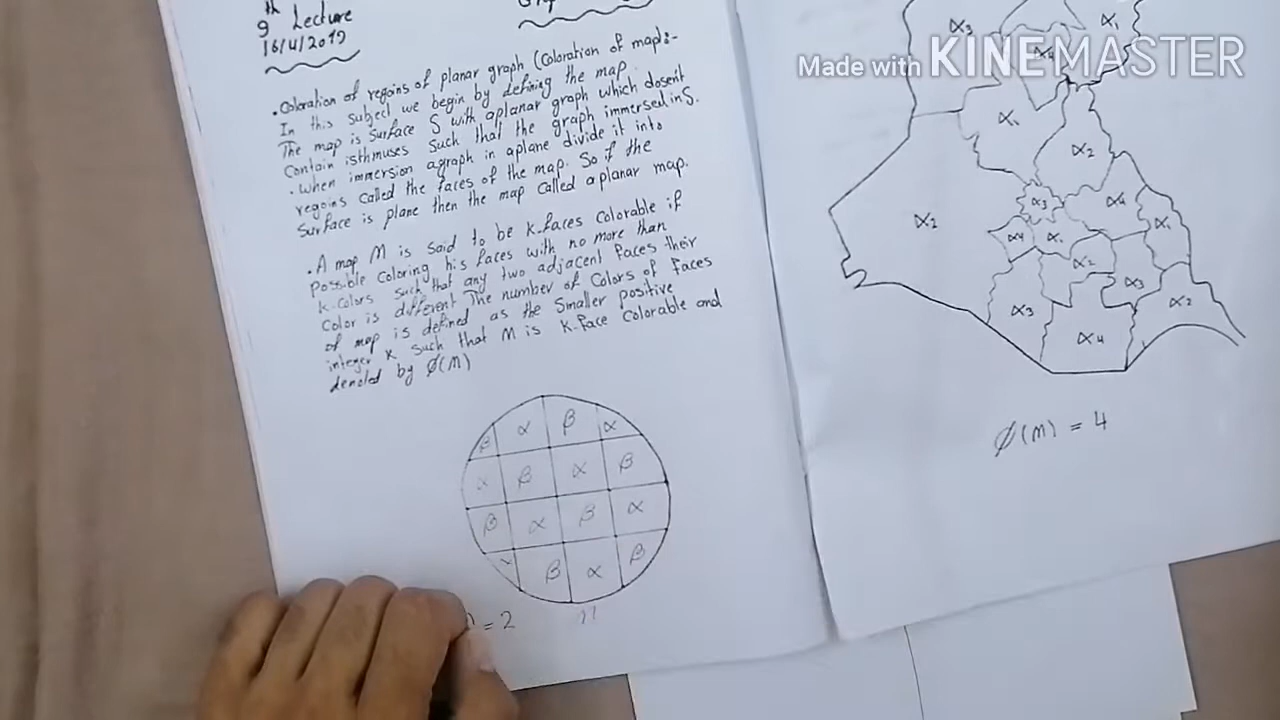 9th Lecture
16/4/2019
.Coloration of regoins of planar graph (Coloration of map:-
In this subject we begin by defining the map.
The map is surface S with aplanar graph which dosen't
Contain isthmuses Such that the graph immersed in S.
. When immersion agraph in aplane divide it into
regoins called the faces of the map. So if the
Surface is plane then the map called aplanar map.
. A map M is said to be K.faces Colorable if
possible Coloring his faces with no more than
K.Colors such that any two adjacent faces their
Color is different The number of Colors of faces
of map is defined as the Smaller positive
integer K such that M is K.face Colorable and
denoted by Ø(M)
β α β α
α β α β
β α β α
β α β
= 2
Made with KINEMASTER
α3 α1
α1
α2
α3 α4
α2 α1
α4 α1
α2
α3
α3 α2
α4
Ø(M) = 4